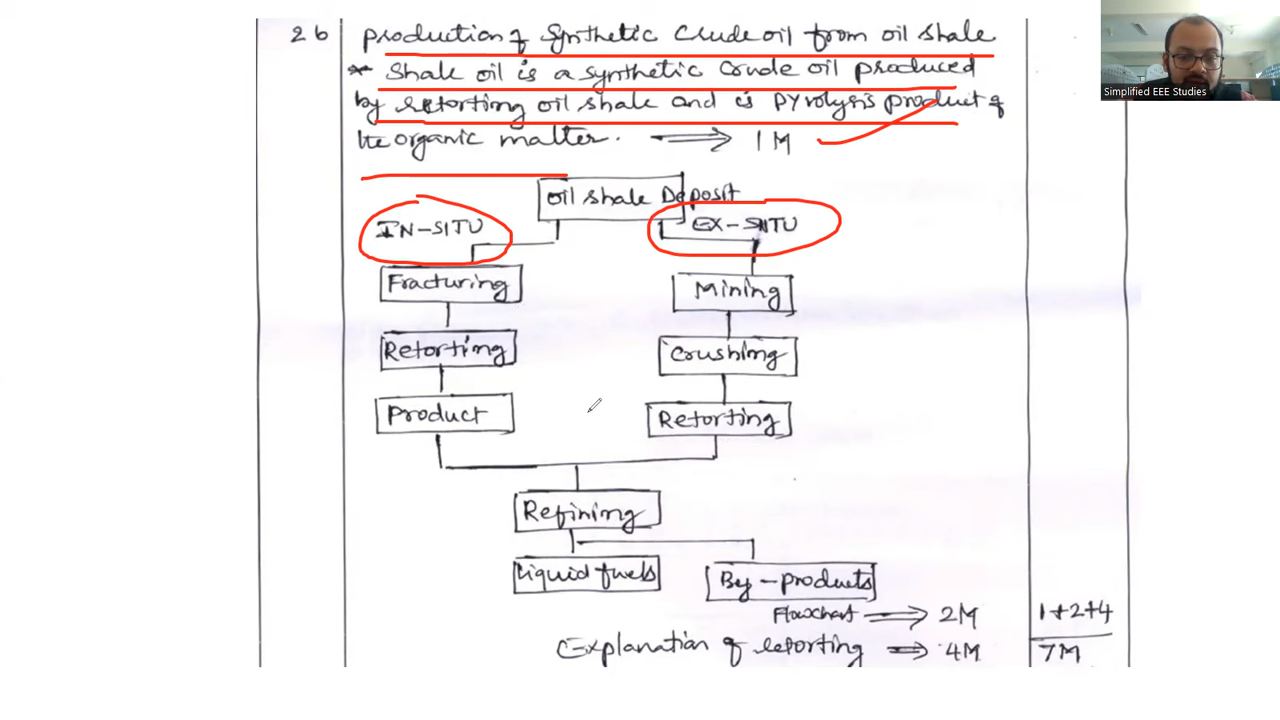 2b production of Synthetic Crude oil from oil shale
* Shale oil is a synthetic crude oil produced
by retorting oil shale and is pyrolysis product of
the organic matter. ⟹ 1M
oil shale Deposit
IN-SITU
EX-SITU
Fracturing
Mining
Retorting
Crushing
Product
Retorting
Refining
Liquid fuels
By-products
Flowchart ⟹ 2M
1+2+4
Explanation of retorting ⟹ 4M
7M
Simplified EEE Studies